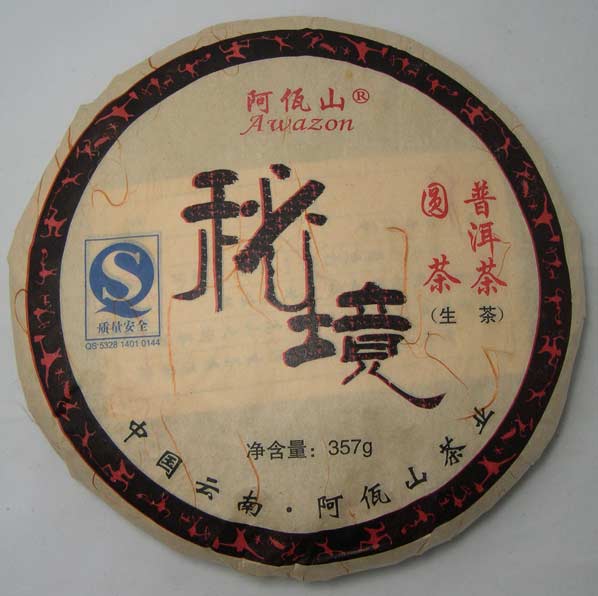 阿佤山®
Awazon
秘境
普洱茶
圆茶
(生茶)
质量安全
QS 5328 1401 0144
净含量：357g
中国云南·阿佤山茶业